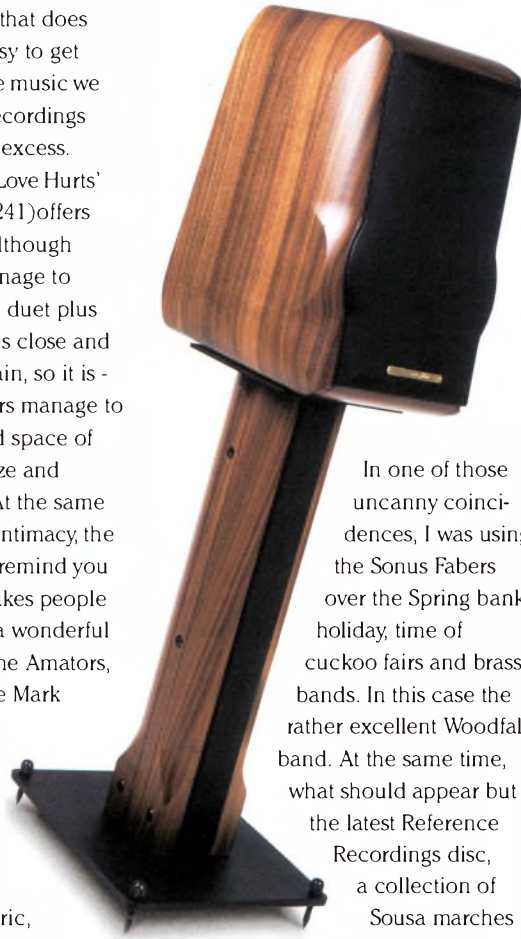 that does
sy to get
e music we
ecordings
excess.
Love Hurts'
241)offers
lthough
nage to
duet plus
s close and
ain, so it is -
rs manage to
d space of
ze and
At the same
ntimacy, the
remind you
akes people
a wonderful
he Amators,
e Mark
ric,
In one of those
uncanny coinci-
dences, I was using
the Sonus Fabers
over the Spring bank
holiday, time of
cuckoo fairs and brass
bands. In this case the
rather excellent Woodfal
band. At the same time,
what should appear but
the latest Reference
Recordings disc,
a collection of
Sousa marches